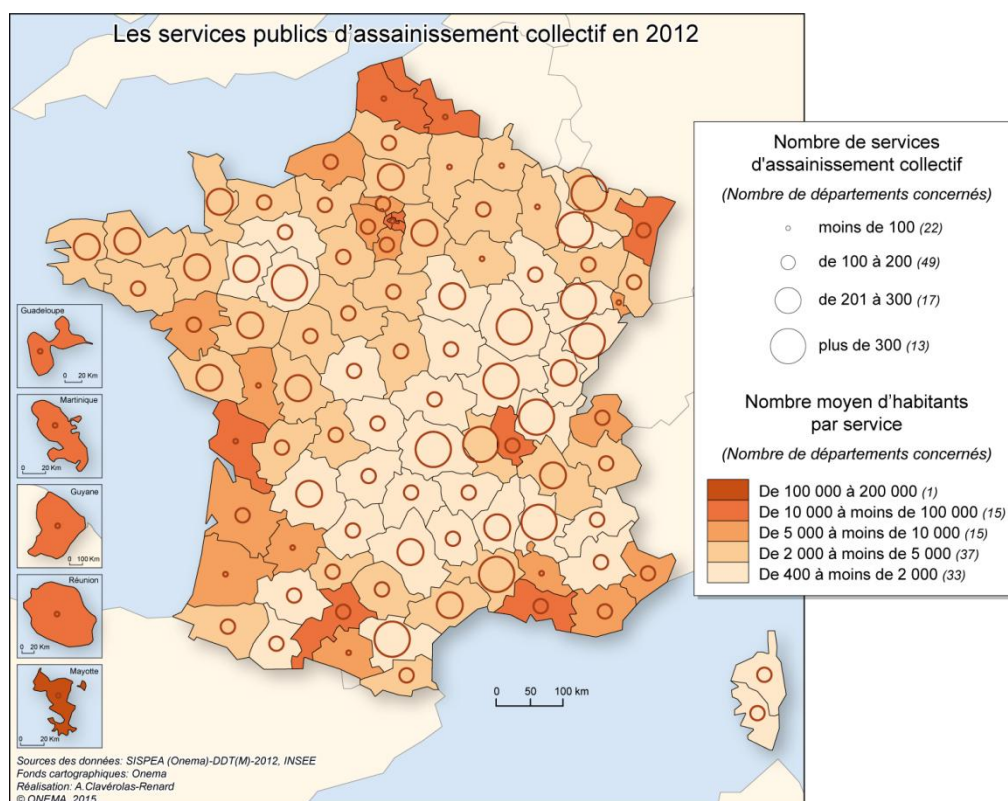 Les services publics d'assainissement collectif en 2012
Nombre de services
d'assainissement collectif
(Nombre de départements concernés)
moins de 100 (22)
de 100 à 200 (49)
de 201 à 300 (17)
plus de 300 (13)
Nombre moyen d'habitants
par service
(Nombre de départements concernés)
De 100 000 à 200 000 (1)
De 10 000 à moins de 100 000 (15)
De 5 000 à moins de 10 000 (15)
De 2 000 à moins de 5 000 (37)
De 400 à moins de 2 000 (33)
Guadeloupe
0 20 Km
Martinique
0 20 Km
Guyane
0 100 Km
Réunion
0 20 Km
Mayotte
0 20 Km
0 50 100 km
Sources des données: SISPEA (Onema)-DDT(M)-2012, INSEE
Fonds cartographiques: Onema
Réalisation: A.Clavérolas-Renard
© ONEMA, 2015